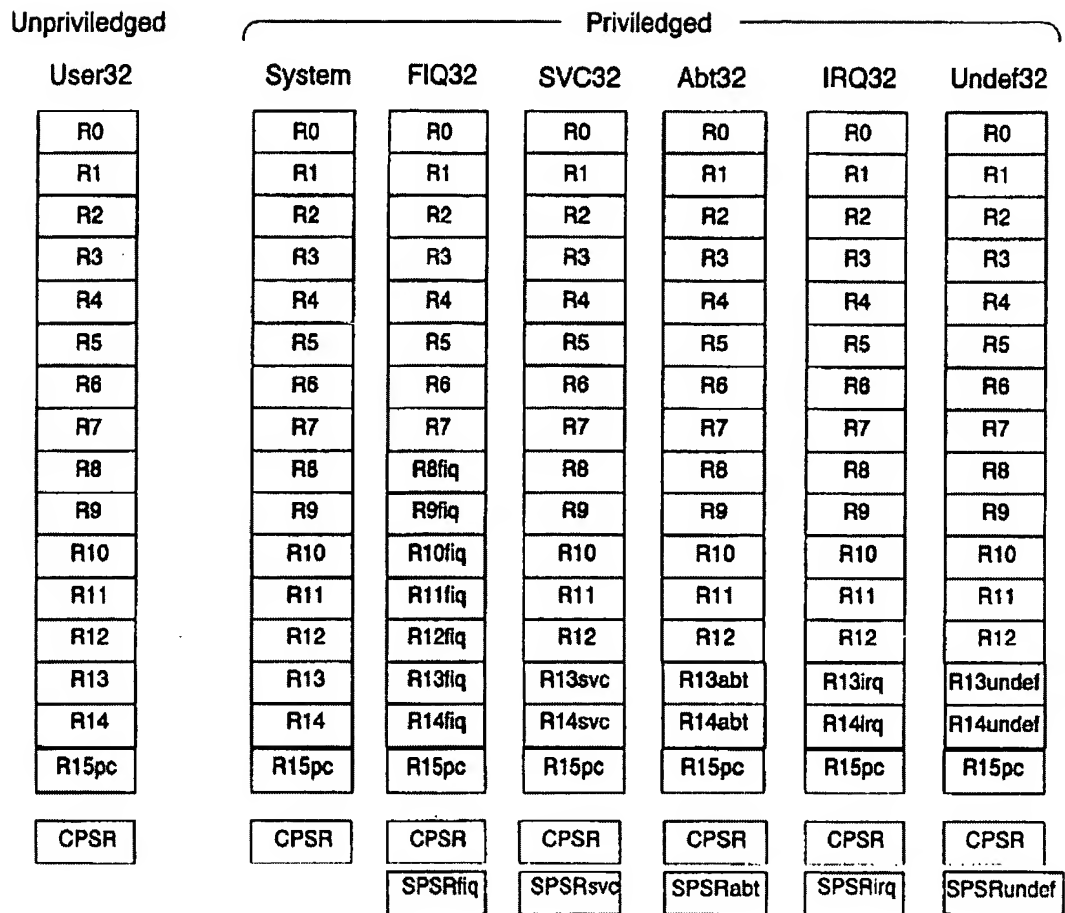 Unpriviledged Priviledged
User32 System FIQ32 SVC32 Abt32 IRQ32 Undef32
R0 R0 R0 R0 R0 R0 R0
R1 R1 R1 R1 R1 R1 R1
R2 R2 R2 R2 R2 R2 R2
R3 R3 R3 R3 R3 R3 R3
R4 R4 R4 R4 R4 R4 R4
R5 R5 R5 R5 R5 R5 R5
R6 R6 R6 R6 R6 R6 R6
R7 R7 R7 R7 R7 R7 R7
R8 R8 R8fiq R8 R8 R8 R8
R9 R9 R9fiq R9 R9 R9 R9
R10 R10 R10fiq R10 R10 R10 R10
R11 R11 R11fiq R11 R11 R11 R11
R12 R12 R12fiq R12 R12 R12 R12
R13 R13 R13fiq R13svc R13abt R13irq R13undef
R14 R14 R14fiq R14svc R14abt R14irq R14undef
R15pc R15pc R15pc R15pc R15pc R15pc R15pc
CPSR CPSR CPSR CPSR CPSR CPSR CPSR
SPSRfiq SPSRsvc SPSRabt SPSRirq SPSRundef